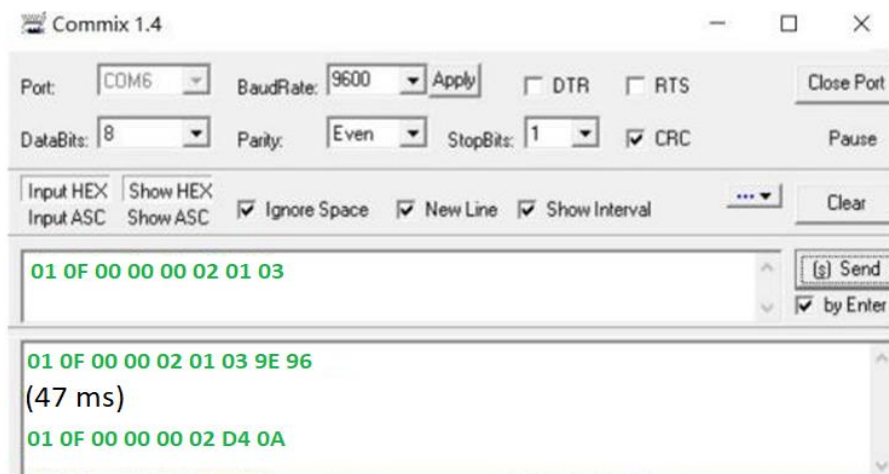 Commix 1.4
Port: COM6 BaudRate: 9600 Apply DTR RTS Close Port
DataBits: 8 Parity: Even StopBits: 1 CRC Pause
Input HEX Show HEX
Input ASC Show ASC
Ignore Space New Line Show Interval Clear
01 0F 00 00 00 02 01 03
(s) Send
by Enter
01 0F 00 00 02 01 03 9E 96
(47 ms)
01 0F 00 00 00 02 D4 0A